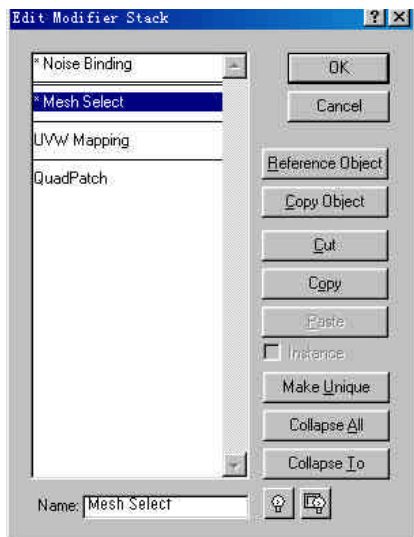 Edit Modifier Stack
* Noise Binding
* Mesh Select
UVW Mapping
QuadPatch
OK
Cancel
Reference Object
Copy Object
Cut
Copy
Paste
Instance
Make Unique
Collapse All
Collapse To
Name: Mesh Select